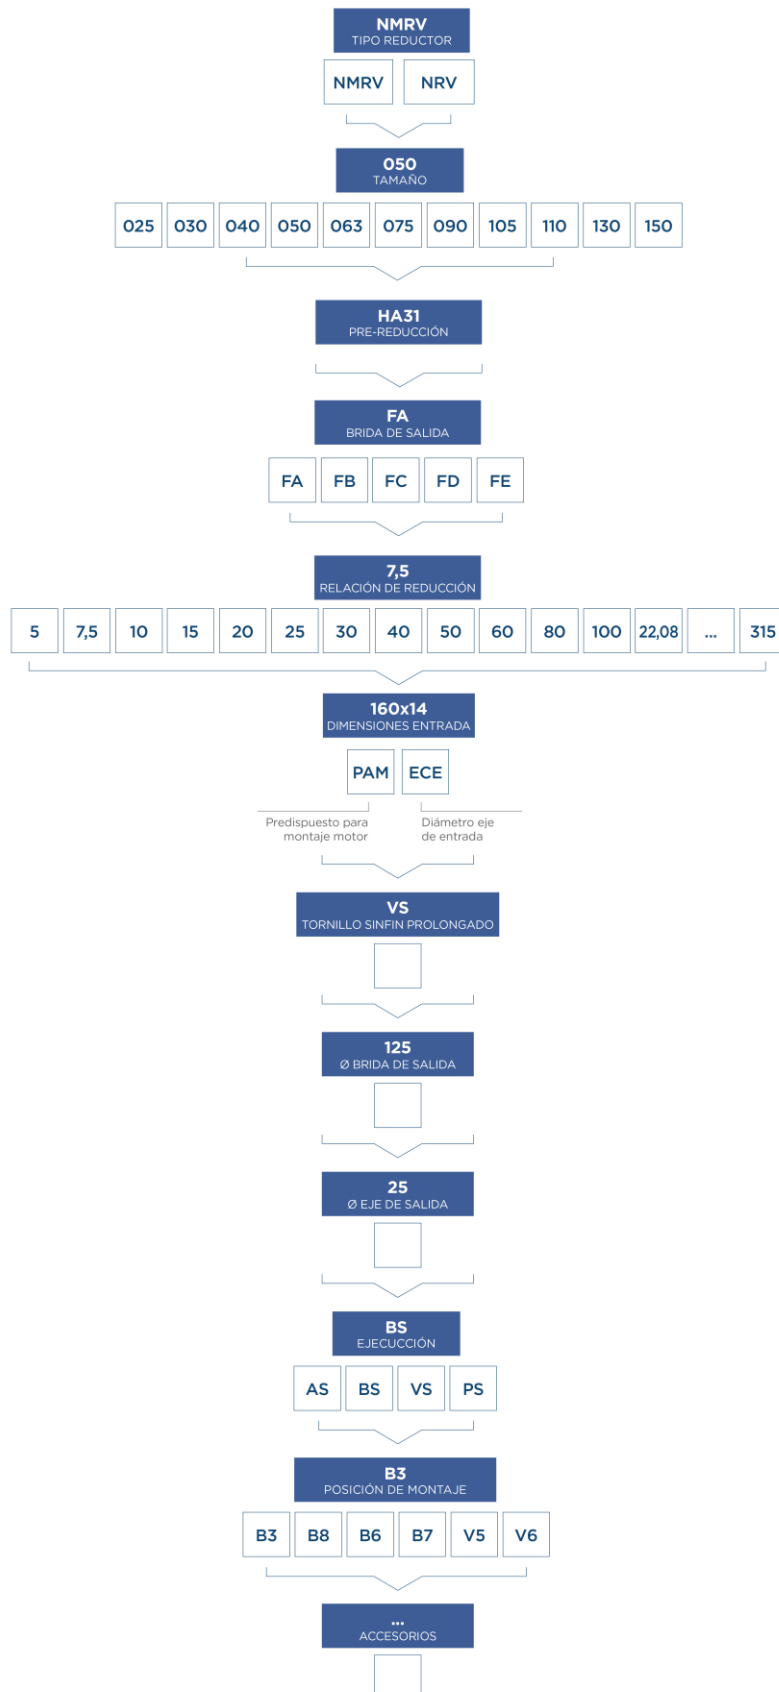 NMRV
TIPO REDUCTOR
NMRV NRV
050
TAMAÑO
025 030 040 050 063 075 090 105 110 130 150
HA31
PRE-REDUCCIÓN
FA
BRIDA DE SALIDA
FA FB FC FD FE
7,5
RELACIÓN DE REDUCCIÓN
5 7,5 10 15 20 25 30 40 50 60 80 100 22,08 ... 315
160x14
DIMENSIONES ENTRADA
PAM ECE
Predispuesto para
montaje motor
Diámetro eje
de entrada
VS
TORNILLO SINFIN PROLONGADO
125
Ø BRIDA DE SALIDA
25
Ø EJE DE SALIDA
BS
EJECUCCIÓN
AS BS VS PS
B3
POSICIÓN DE MONTAJE
B3 B8 B6 B7 V5 V6
...
ACCESORIOS